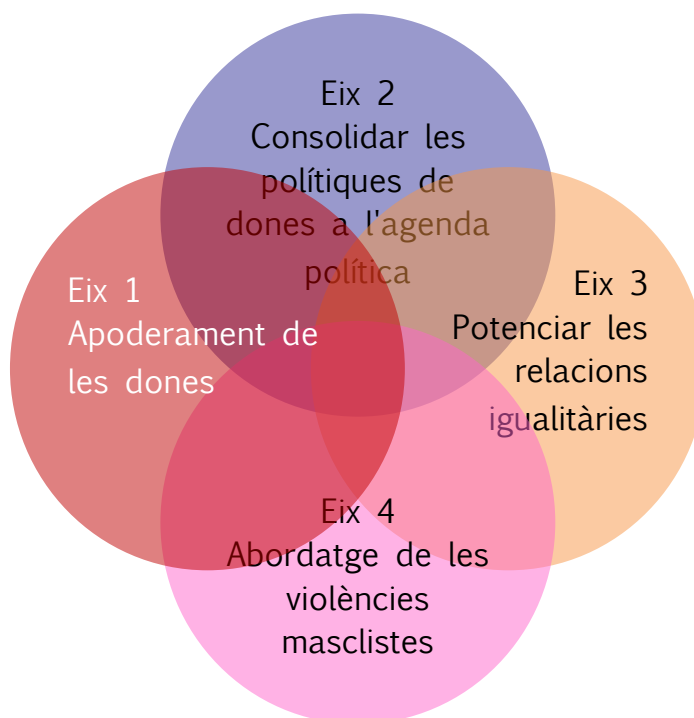 Eix 2
Consolidar les
polítiques de
dones a l'agenda
política
Eix 1
Apoderament de
les dones
Eix 3
Potenciar les
relacions
igualitàries
Eix 4
Abordatge de les
violències
masclistes